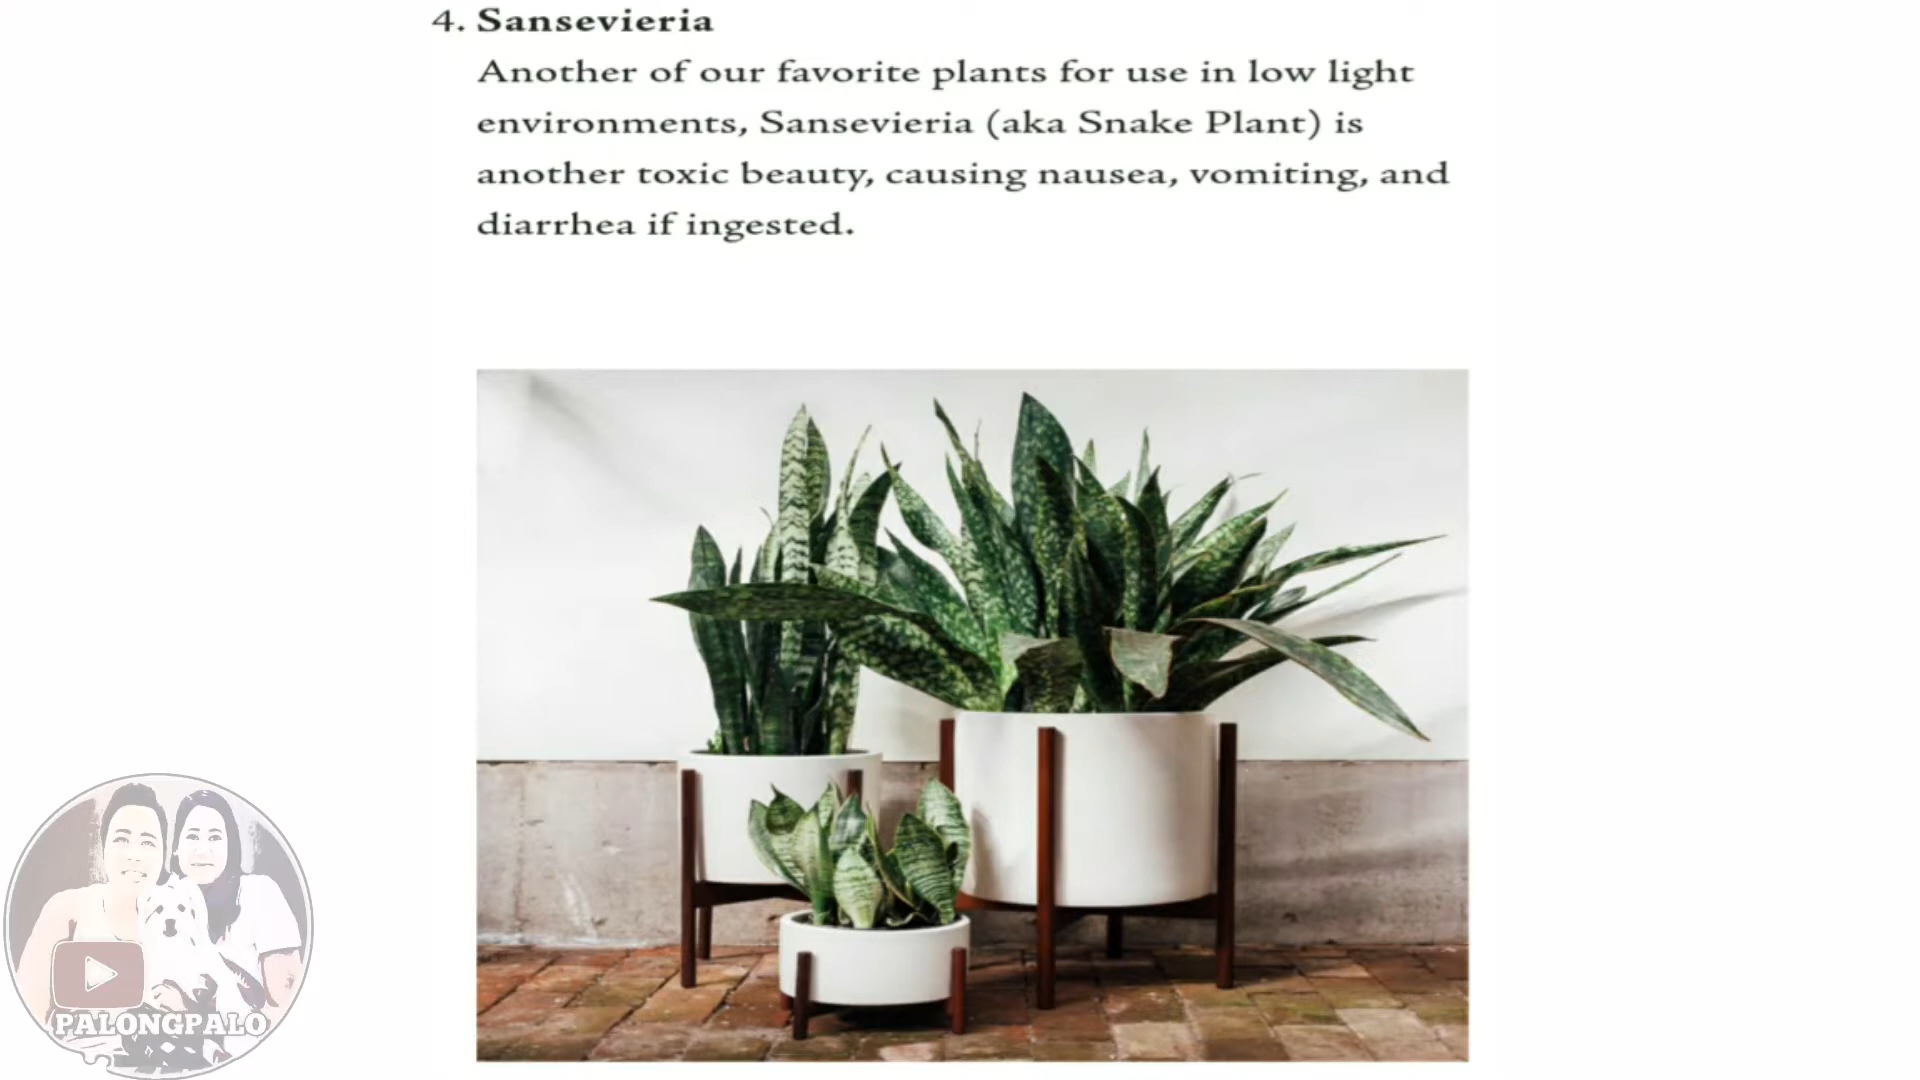 4. Sansevieria
Another of our favorite plants for use in low light
environments, Sansevieria (aka Snake Plant) is
another toxic beauty, causing nausea, vomiting, and
diarrhea if ingested.
PALONGPALO